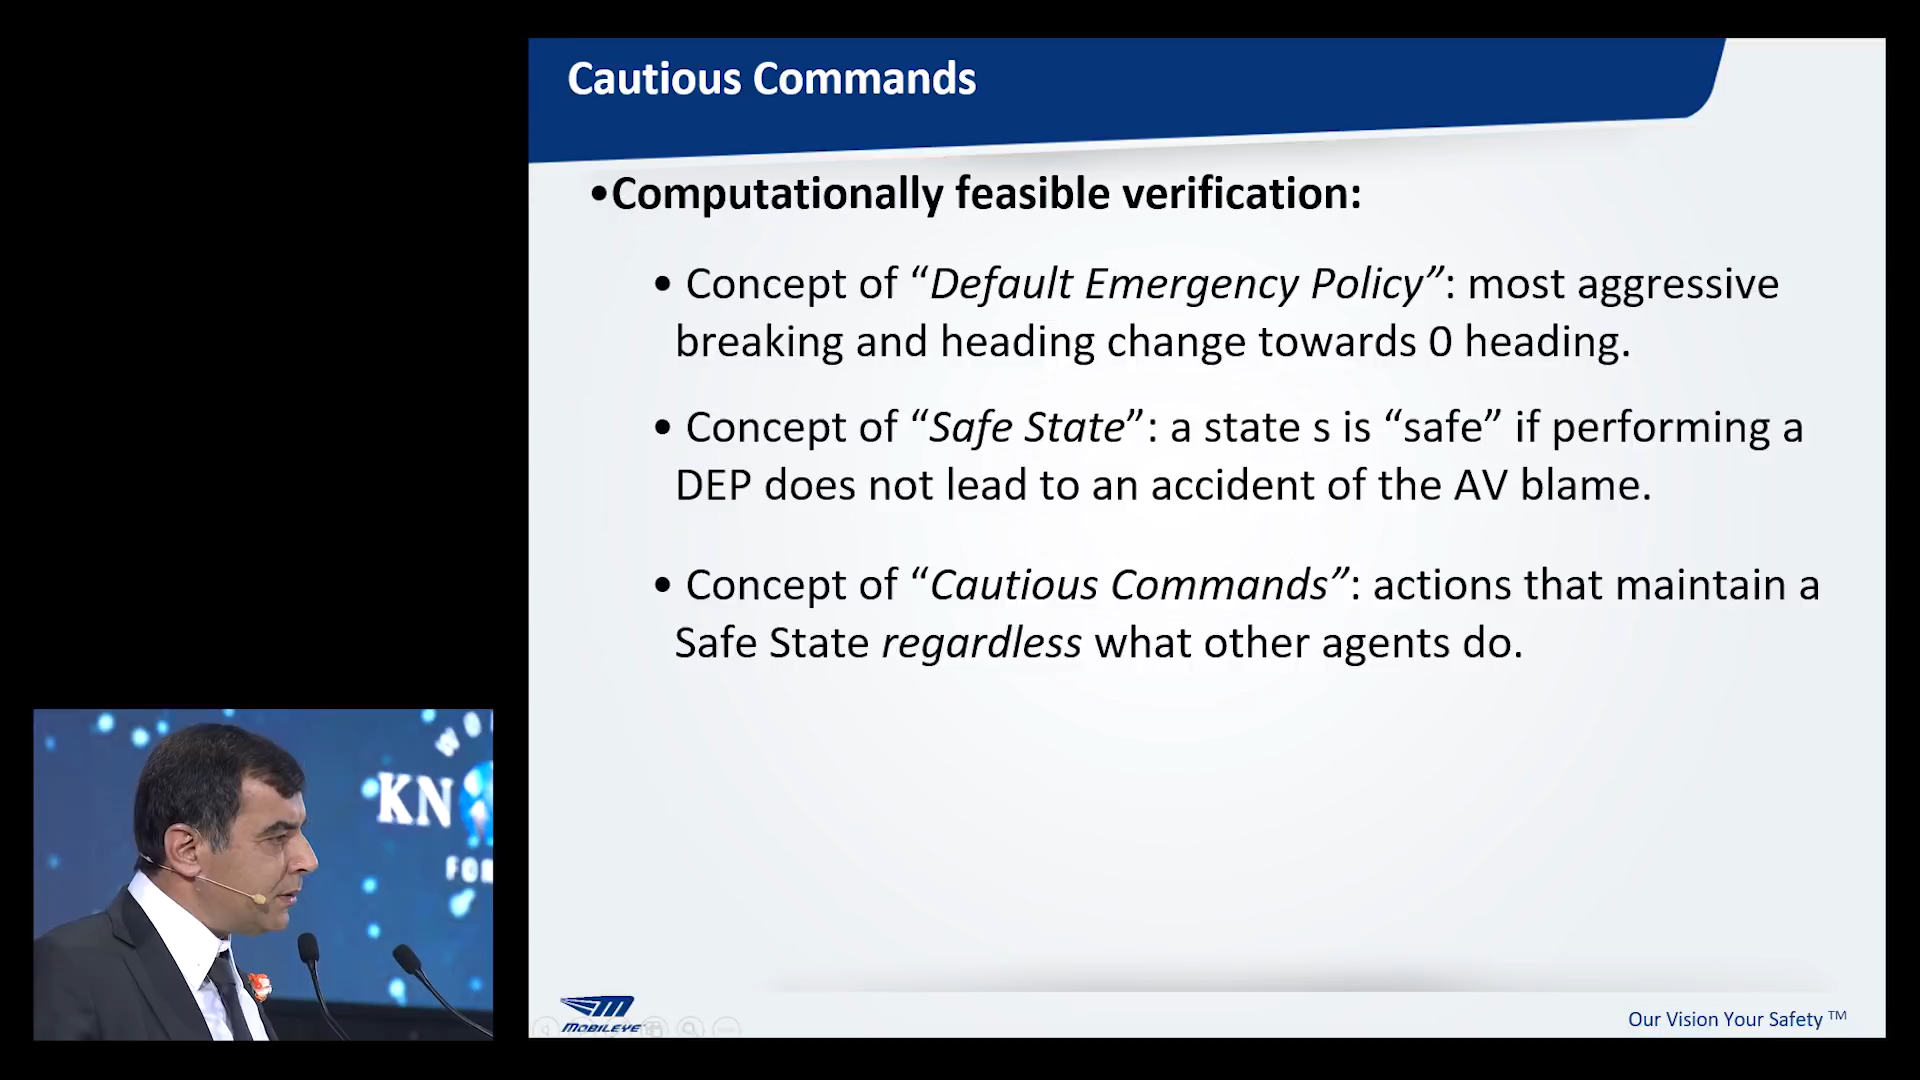 Cautious Commands
•Computationally feasible verification:
• Concept of “Default Emergency Policy”: most aggressive
breaking and heading change towards 0 heading.
• Concept of “Safe State”: a state s is “safe” if performing a
DEP does not lead to an accident of the AV blame.
• Concept of “Cautious Commands”: actions that maintain a
Safe State regardless what other agents do.
MOBILEYE
Our Vision Your Safety TM
WO
KN
FOR